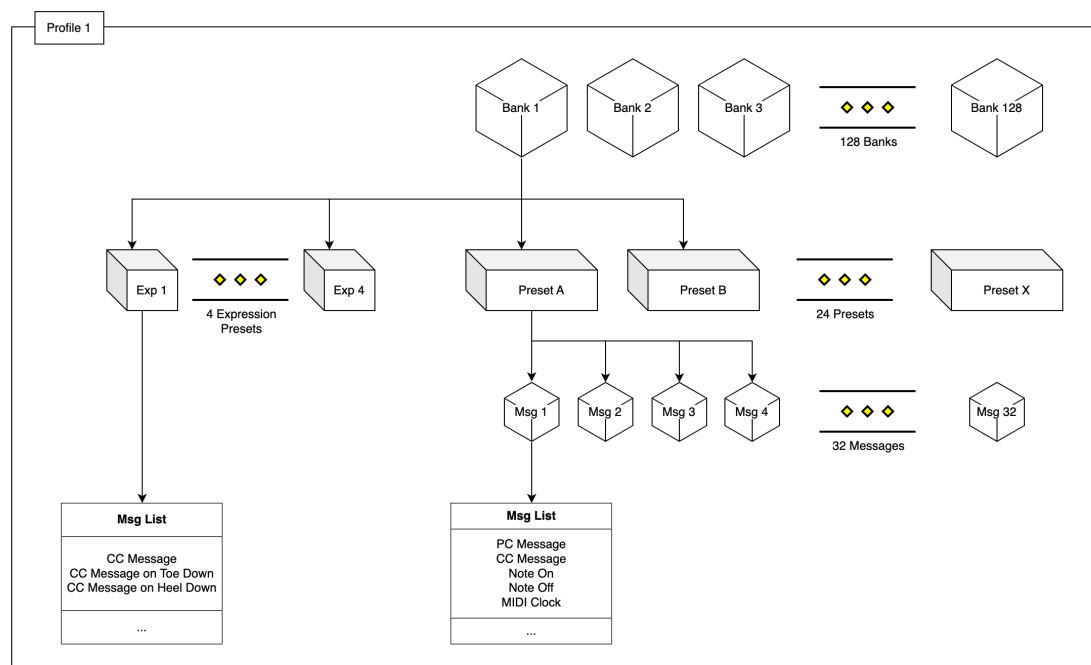 Profile 1
Bank 1
Bank 2
Bank 3
128 Banks
Bank 128
Exp 1
4 Expression
Presets
Exp 4
Preset A
Preset B
24 Presets
Preset X
Msg 1
Msg 2
Msg 3
Msg 4
32 Messages
Msg 32
Msg List
CC Message
CC Message on Toe Down
CC Message on Heel Down
...
Msg List
PC Message
CC Message
Note On
Note Off
MIDI Clock
...